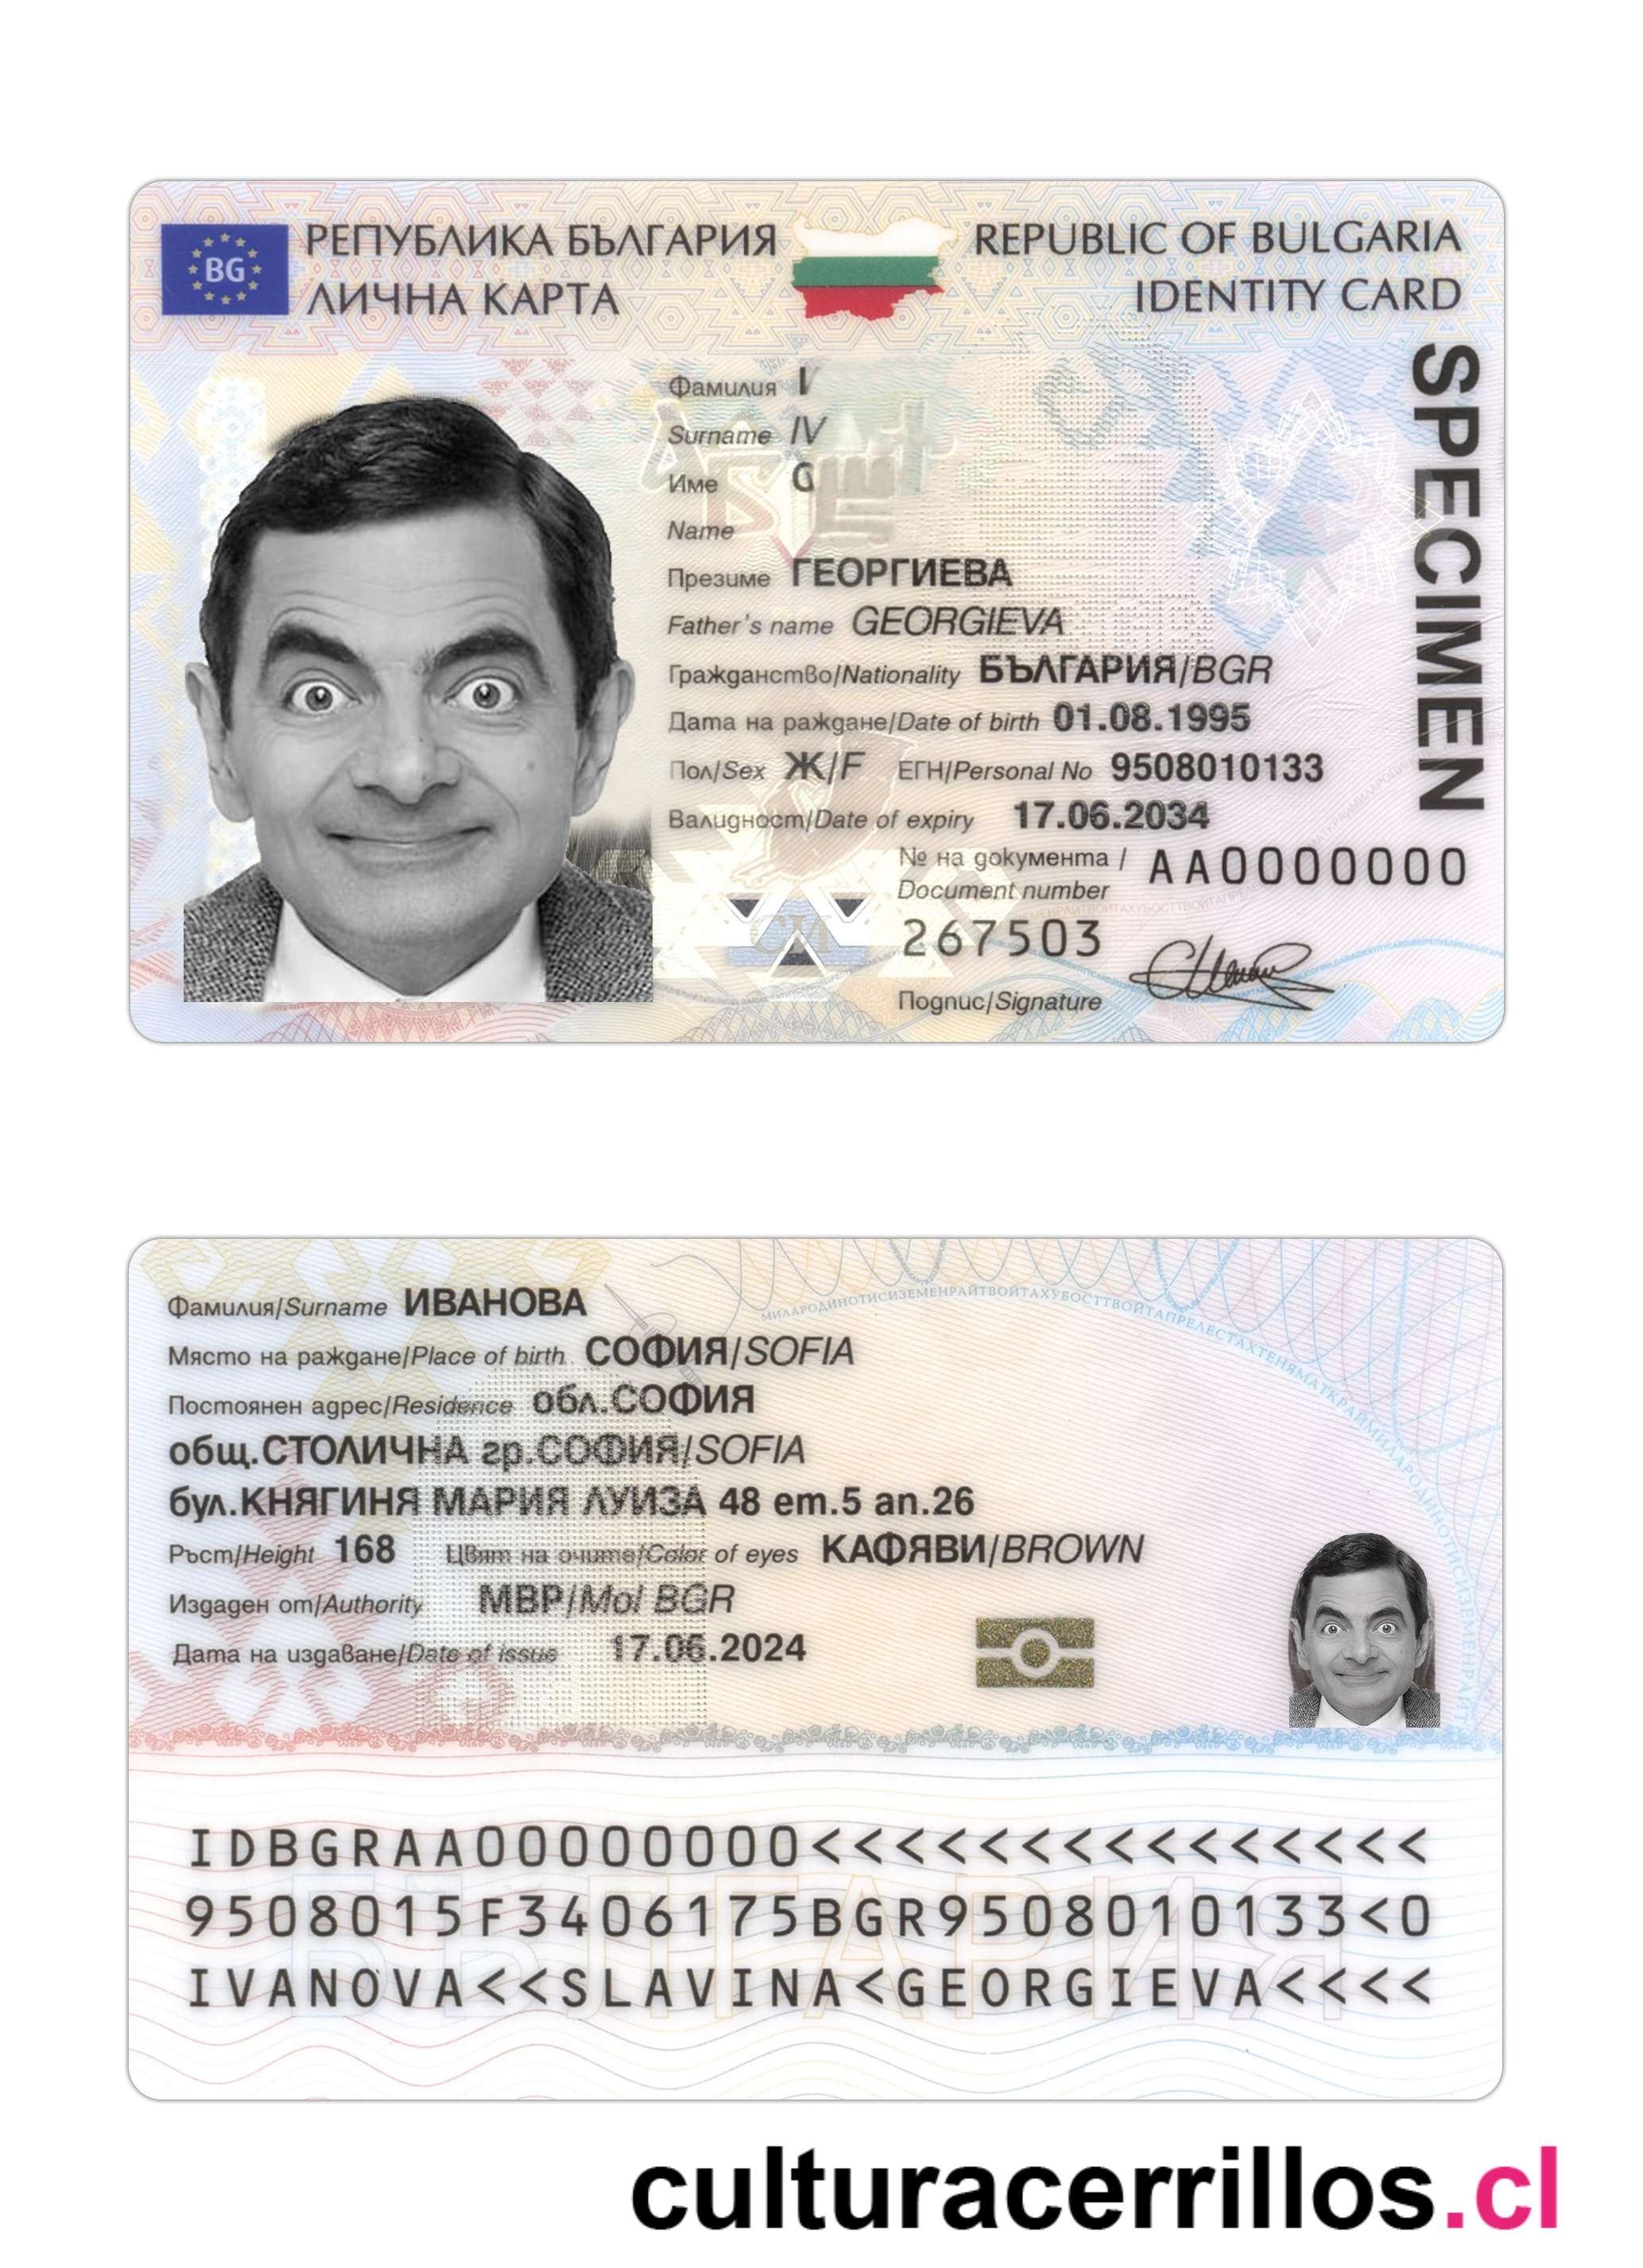 BG
РЕПУБЛИКА БЪЛГАРИЯ
ЛИЧНА КАРТА
REPUBLIC OF BULGARIA
IDENTITY CARD
SPECIMEN
Фамилия
Surname IV
Име
Name
Презиме ГЕОРГИЕВА
Father's name GEORGIEVA
Гражданство/Nationality БЪЛГАРИЯ/BGR
Дата на раждане/Date of birth 01.08.1995
Пол/Sex Ж/F ЕГН/Personal No 9508010133
Валидност/Date of expiry 17.06.2034
№ на документа / AA0000000
Document number
267503
Подпис/Signature
Фамилия/Surname ИВАНОВА
Място на раждане/Place of birth СОФИЯ/SOFIA
Постоянен адрес/Residence обл.СОФИЯ
общ.СТОЛИЧНА гр.СОФИЯ/SOFIA
бул.КНЯГИНЯ МАРИЯ ЛУИЗА 48 ет.5 ап.26
Ръст/Height 168 Цвят на очите/Color of eyes КАФЯВИ/BROWN
Издаден от/Authority МВР/MoI BGR
Дата на издаване/Date of issue 17.06.2024
IDBGRAA00000000<<<<<<<<<<<<<<<
9508015F3406175BGR9508010133<0
IVANOVA<<SLAVINA<GEORGIEVA<<<<
culturacerrillos.cl